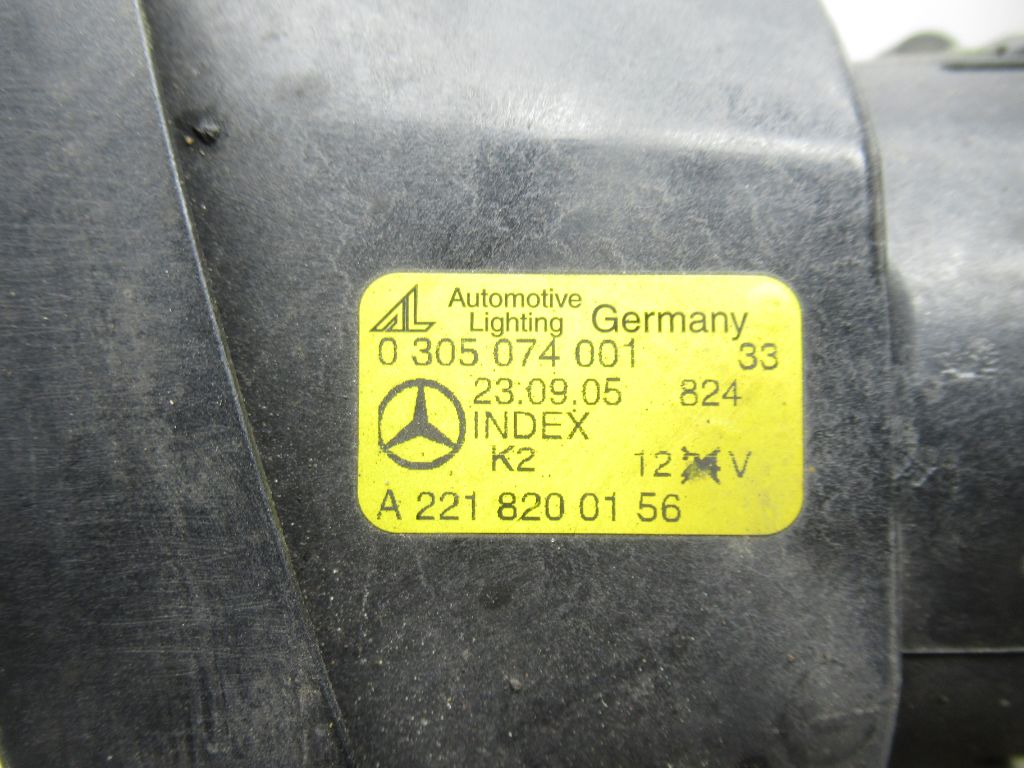 AL Automotive
Lighting Germany
0 305 074 001 33
23.09.05 824
INDEX
K2 12 V
A 221 820 01 56